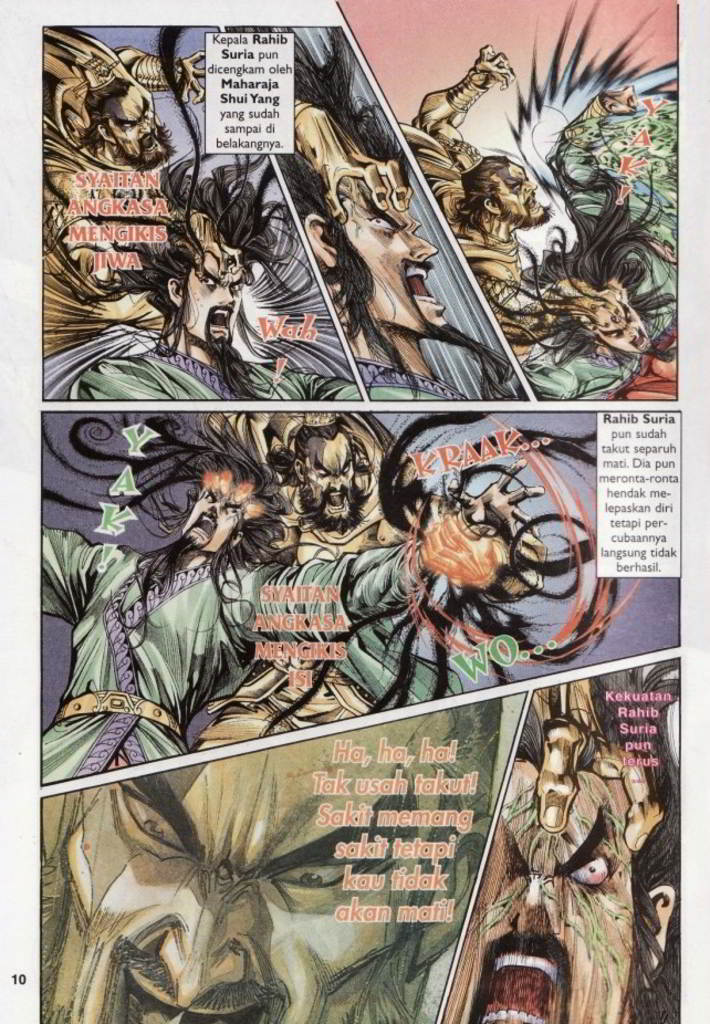 Kepala Rahib
Suria pun
dicengkam oleh
Maharaja
Shui Yang
yang sudah
sampai di
belakangnya.
SYAITAN
ANGKASA
MENGIKIS
JIWA
Wah
!
YAK!
YAK!
KRAAK...
Rahib Suria
pun sudah
takut separuh
mati. Dia pun
meronta-ronta
hendak me-
lepaskan diri
tetapi per-
cubaannya
langsung tidak
berhasil.
SYAITAN
ANGKASA
MENGIKIS
ISI
WO...
Ha, ha, ha!
Tak usah takut!
Sakit memang
sakit tetapi
kau tidak
akan mati!
Kekuatan
Rahib
Suria
pun
terus
...
10